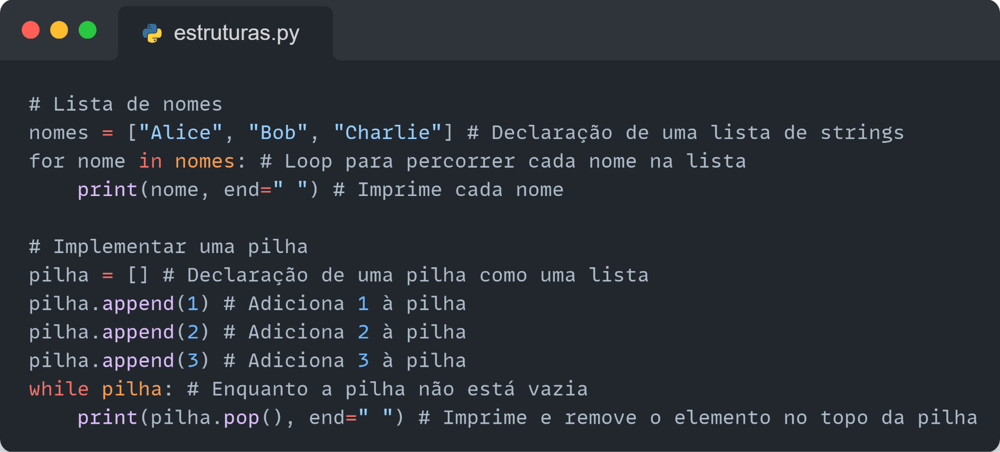 estruturas.py
# Lista de nomes
nomes = ["Alice", "Bob", "Charlie"] # Declaração de uma lista de strings
for nome in nomes: # Loop para percorrer cada nome na lista
    print(nome, end=" ") # Imprime cada nome
# Implementar uma pilha
pilha = [] # Declaração de uma pilha como uma lista
pilha.append(1) # Adiciona 1 à pilha
pilha.append(2) # Adiciona 2 à pilha
pilha.append(3) # Adiciona 3 à pilha
while pilha: # Enquanto a pilha não está vazia
    print(pilha.pop(), end=" ") # Imprime e remove o elemento no topo da pilha